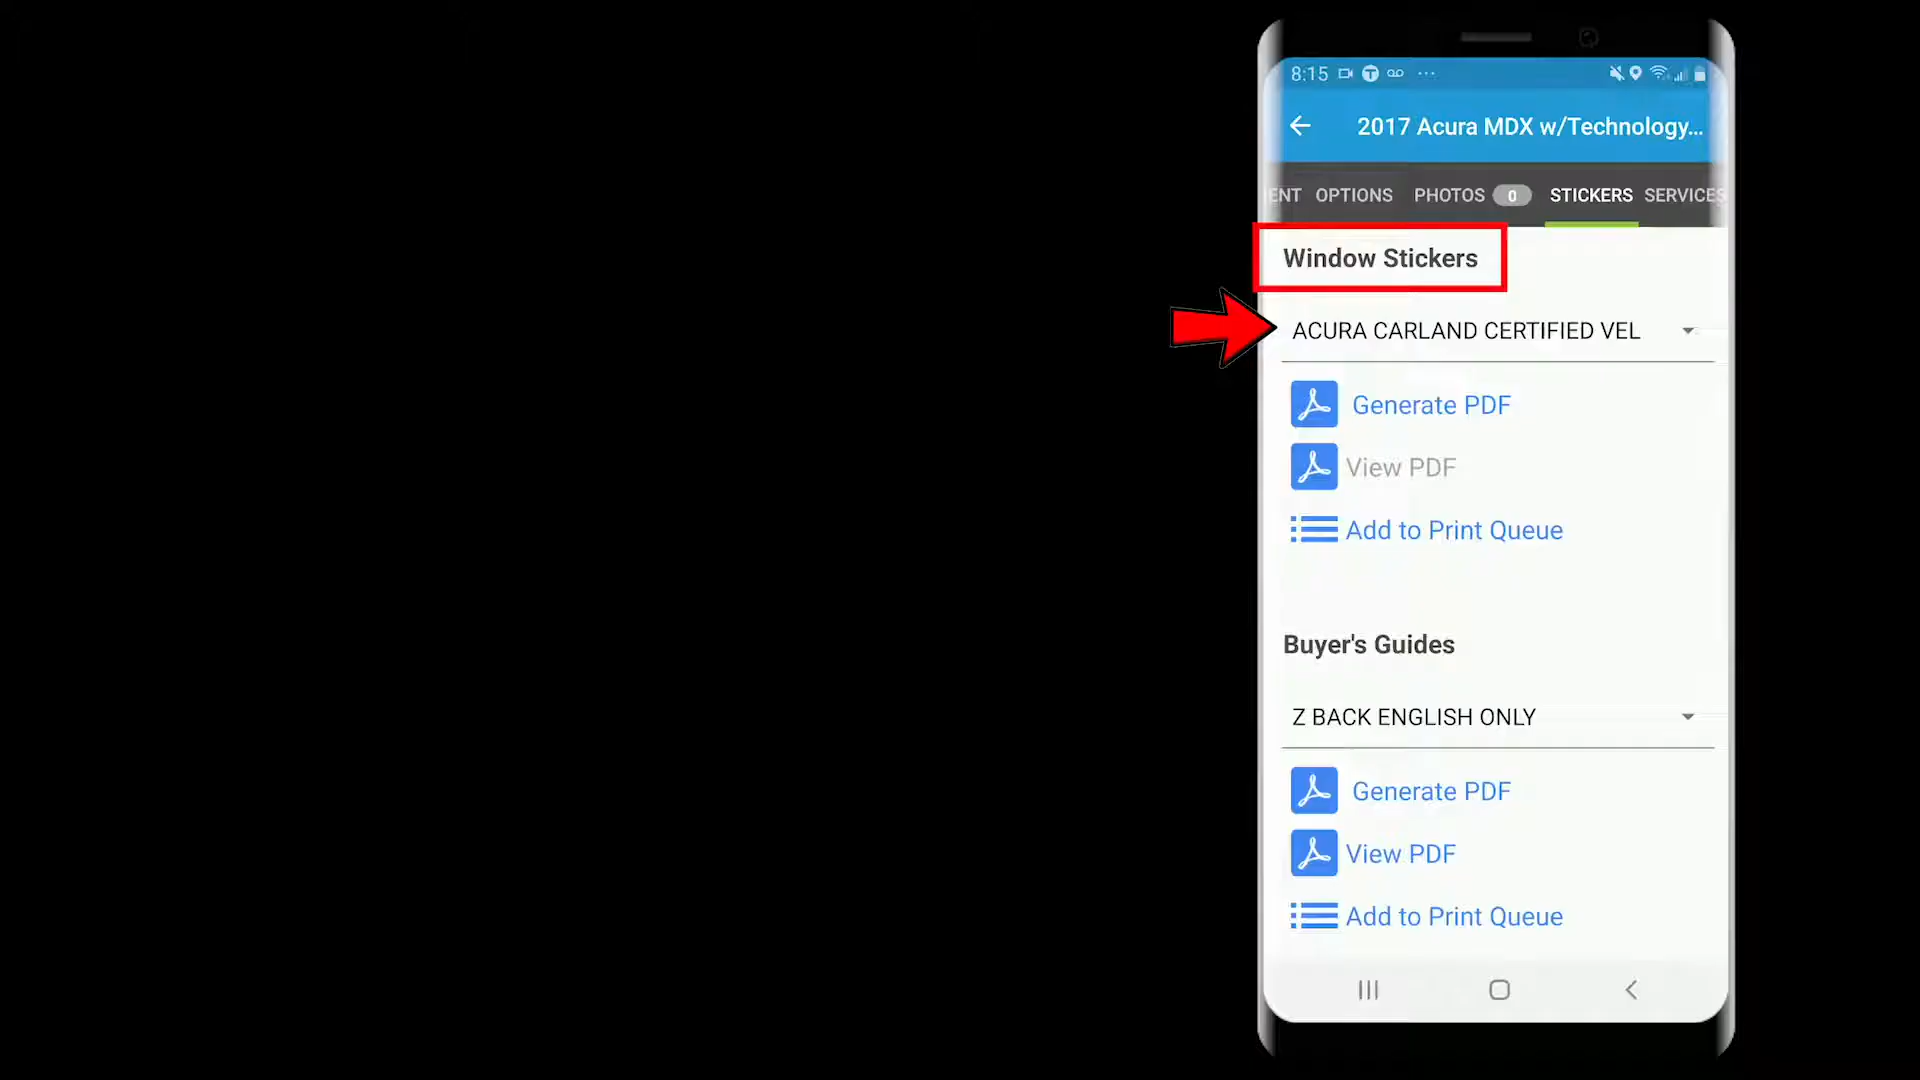 8:15
2017 Acura MDX w/Technology...
ENT OPTIONS PHOTOS 0 STICKERS SERVICES
Window Stickers
ACURA CARLAND CERTIFIED VEL
Generate PDF
View PDF
Add to Print Queue
Buyer's Guides
Z BACK ENGLISH ONLY
Generate PDF
View PDF
Add to Print Queue